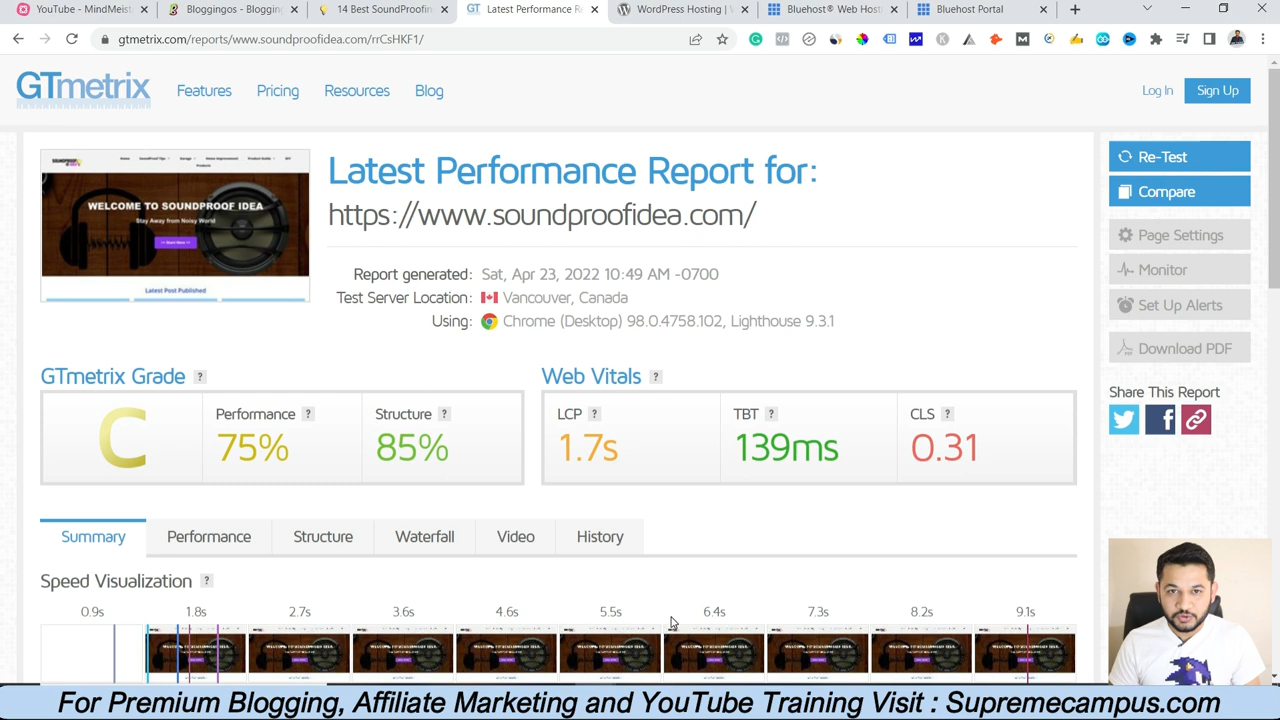 YouTube - MindMeist
Bloggingos - Blogging
14 Best SoundProofin
GT Latest Performance Re
WordPress Hosting | W
Bluehost® Web Host
Bluehost Portal
gtmetrix.com/reports/www.soundproofidea.com/rrCsHKF1/
GTmetrix Features Pricing Resources Blog Log In Sign Up
WELCOME TO SOUNDPROOF IDEA
Stay Away from Noisy World
Latest Post Published
Latest Performance Report for:
https://www.soundproofidea.com/
Report generated: Sat, Apr 23, 2022 10:49 AM -0700
Test Server Location: Vancouver, Canada
Using: Chrome (Desktop) 98.0.4758.102, Lighthouse 9.3.1
Re-Test
Compare
Page Settings
Monitor
Set Up Alerts
Download PDF
Share This Report
GTmetrix Grade ?
Web Vitals ?
C
Performance ?
75%
Structure ?
85%
LCP ?
1.7s
TBT ?
139ms
CLS ?
0.31
Summary Performance Structure Waterfall Video History
Speed Visualization ?
0.9s 1.8s 2.7s 3.6s 4.6s 5.5s 6.4s 7.3s 8.2s 9.1s
For Premium Blogging, Affiliate Marketing and YouTube Training Visit : Supremecampus.com